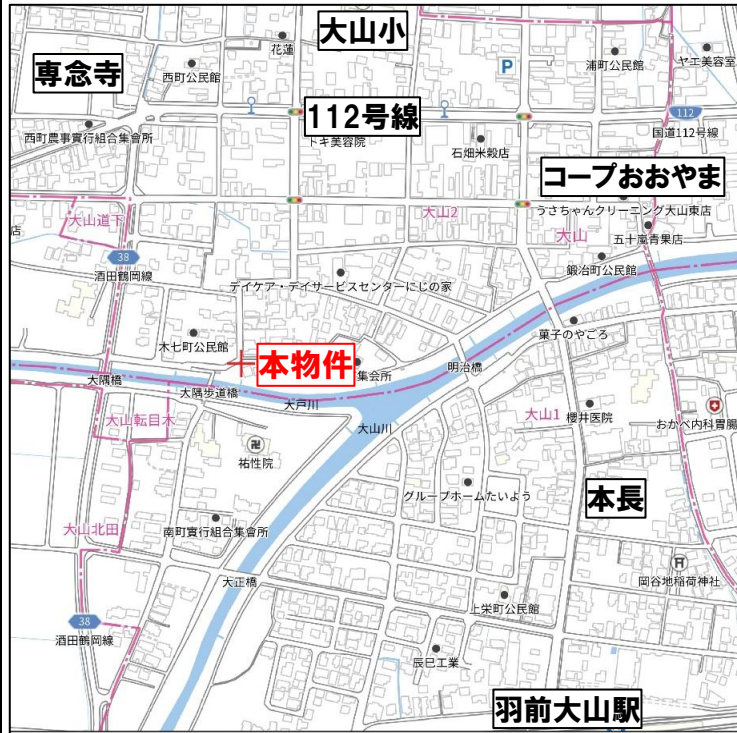 大山小
花蓮
専念寺
西町公民館
P
浦町公民館
ヤエ美容室
112号線
112
国道112号線
西町農事實行組合集會所
トキ美容院
石畑米穀店
コープおおやま
うさちゃんクリーニング大山東店
大山道下
店
大山2
大山
五十嵐青果店
38
酒田鶴岡線
鍛冶町公民館
デイケア・デイサービスセンターにじの家
菓子のやごろ
木七町公民館
本物件
集会所
明治橋
大隅橋
大隅歩道橋
大戸川
大山転目木
大山川
大山1
櫻井医院
おかべ内科胃腸
祐性院
グループホームたいよう
本長
大山北田
南町實行組合集會所
岡谷地稲荷神社
大正橋
上栄町公民館
38
酒田鶴岡線
辰巳工業
羽前大山駅